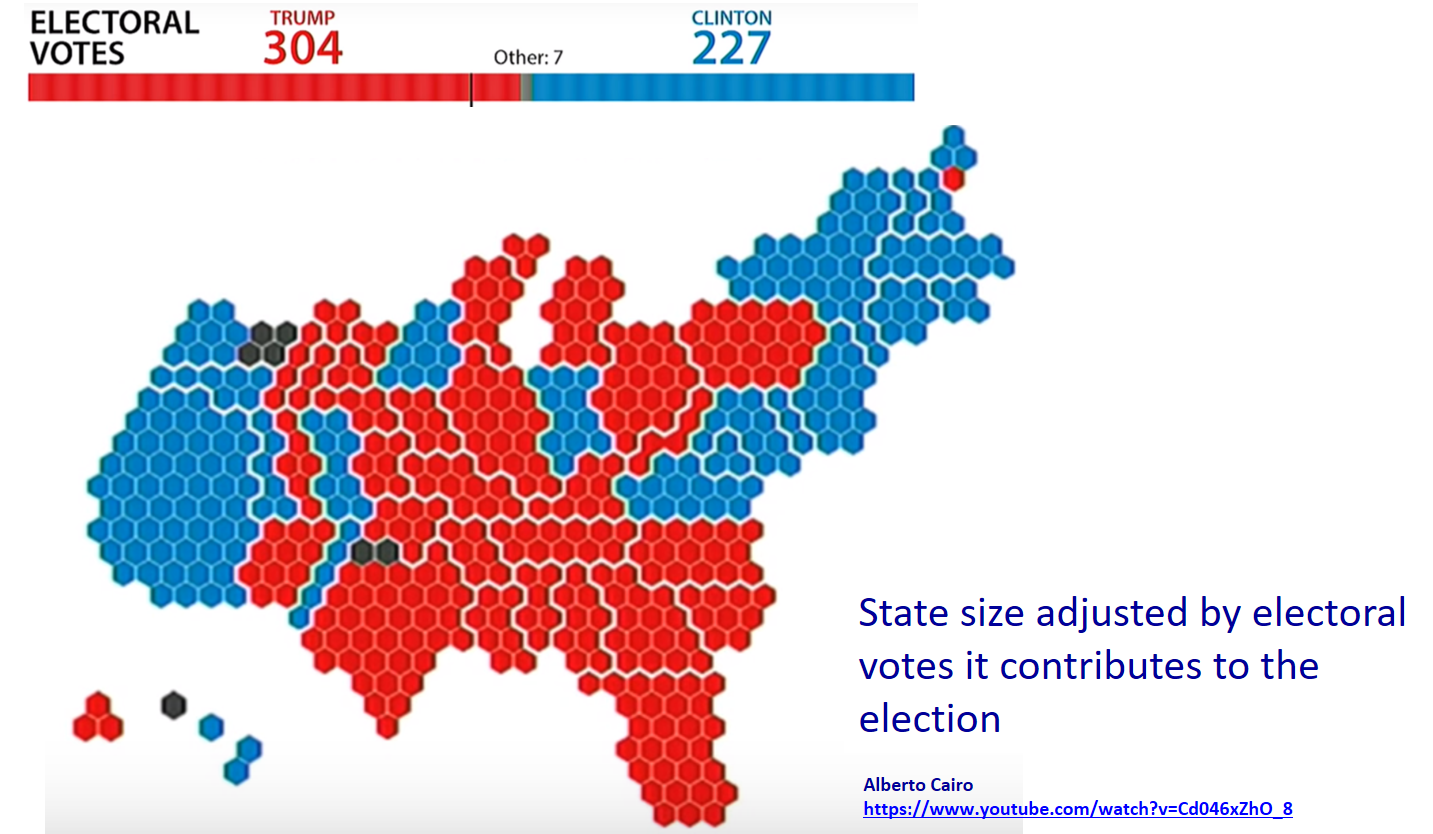 ELECTORAL
VOTES
TRUMP
304
Other: 7
CLINTON
227
State size adjusted by electoral
votes it contributes to the
election
Alberto Cairo
https://www.youtube.com/watch?v=Cd046xZhO_8